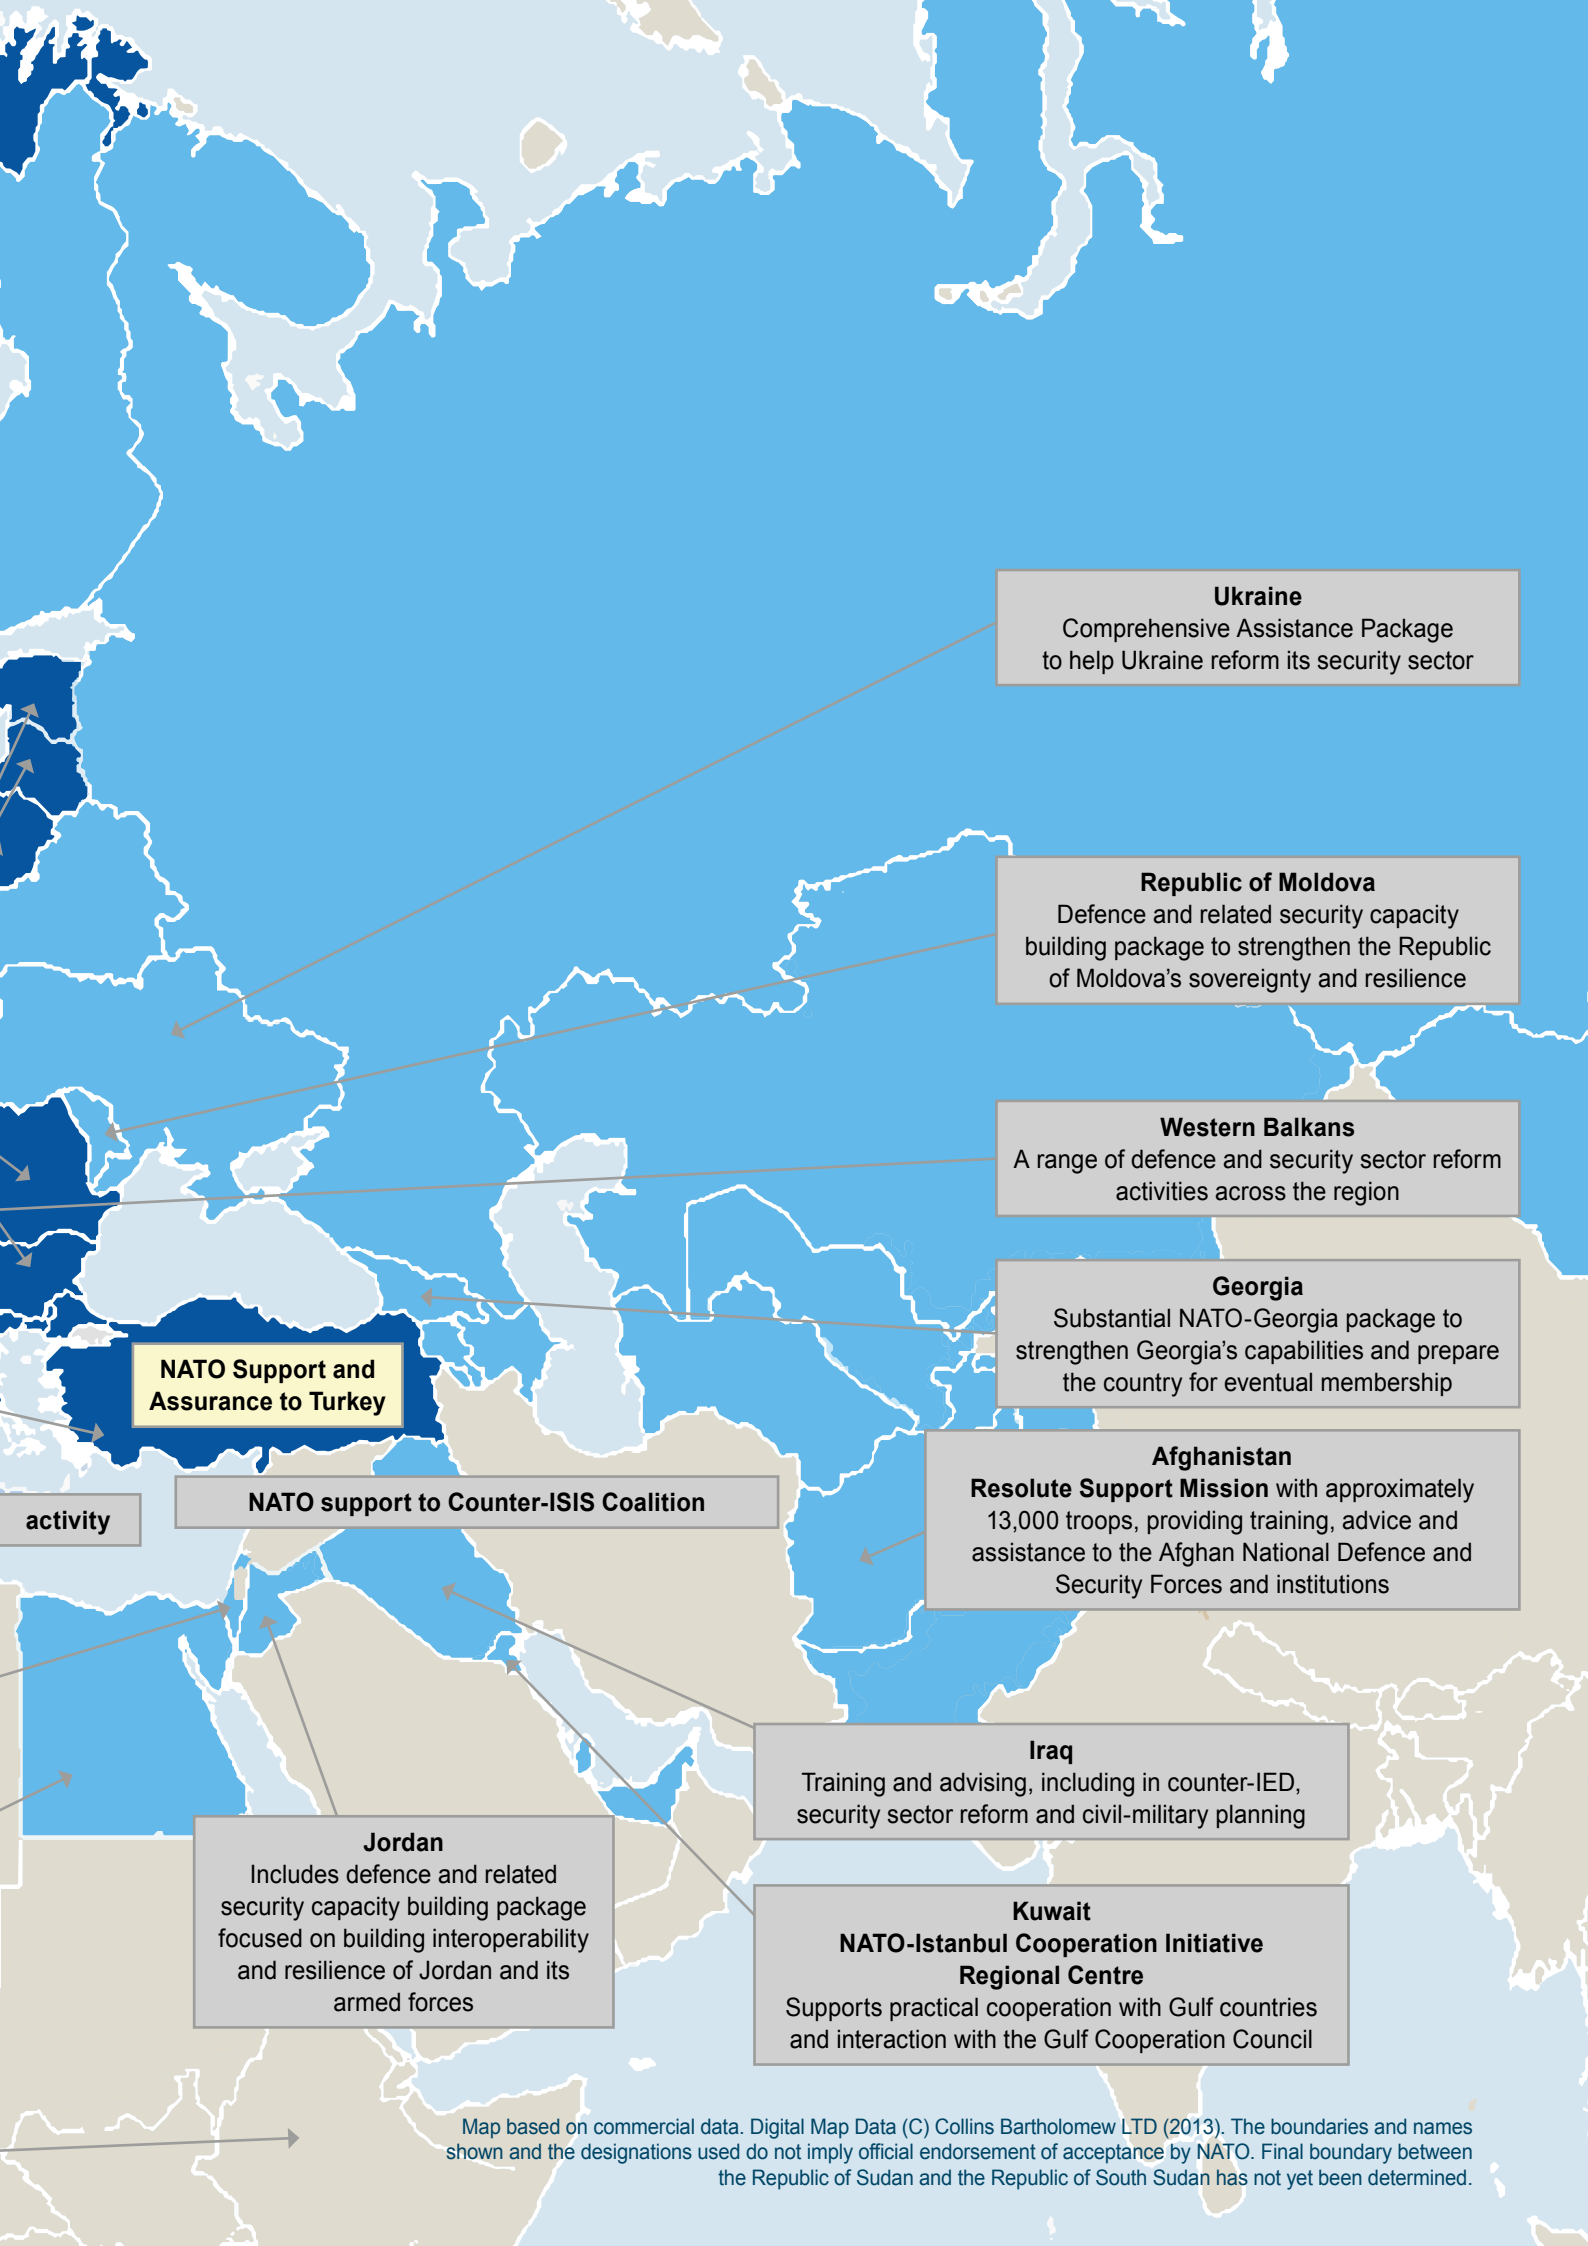 Ukraine
Comprehensive Assistance Package
to help Ukraine reform its security sector
Republic of Moldova
Defence and related security capacity
building package to strengthen the Republic
of Moldova’s sovereignty and resilience
Western Balkans
A range of defence and security sector reform
activities across the region
Georgia
Substantial NATO-Georgia package to
strengthen Georgia’s capabilities and prepare
the country for eventual membership
NATO Support and
Assurance to Turkey
Afghanistan
Resolute Support Mission with approximately
13,000 troops, providing training, advice and
assistance to the Afghan National Defence and
Security Forces and institutions
NATO support to Counter-ISIS Coalition
activity
Iraq
Training and advising, including in counter-IED,
security sector reform and civil-military planning
Jordan
Includes defence and related
security capacity building package
focused on building interoperability
and resilience of Jordan and its
armed forces
Kuwait
NATO-Istanbul Cooperation Initiative
Regional Centre
Supports practical cooperation with Gulf countries
and interaction with the Gulf Cooperation Council
Map based on commercial data. Digital Map Data (C) Collins Bartholomew LTD (2013). The boundaries and names
shown and the designations used do not imply official endorsement of acceptance by NATO. Final boundary between
the Republic of Sudan and the Republic of South Sudan has not yet been determined.